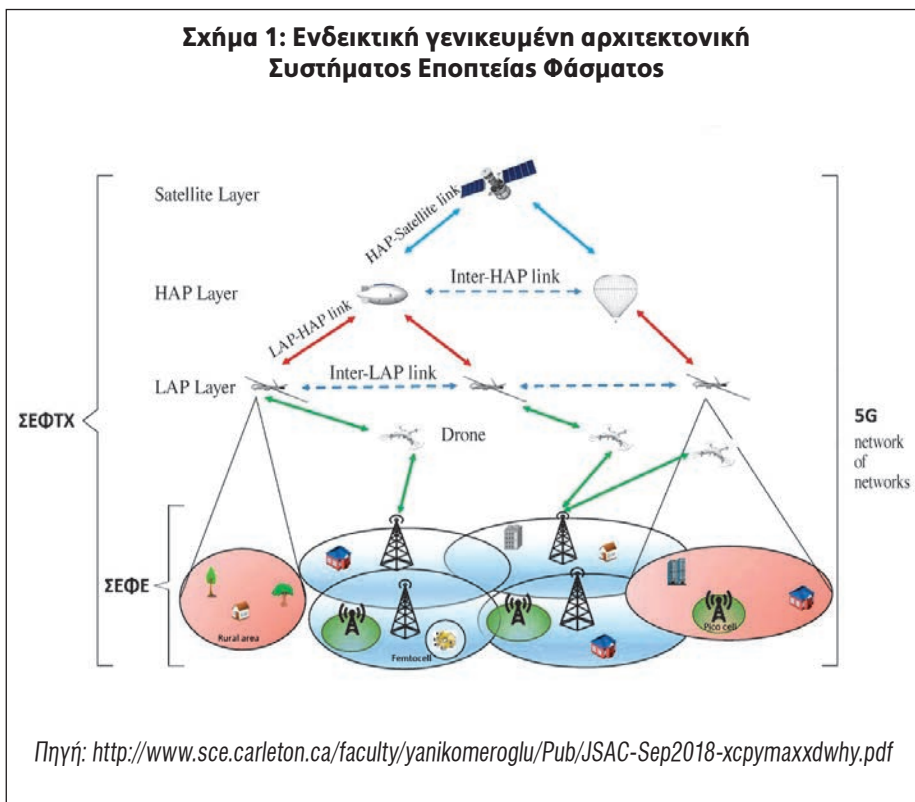 Σχήμα 1: Ενδεικτική γενικευμένη αρχιτεκτονική
Συστήματος Εποπτείας Φάσματος
Satellite Layer
HAP-Satellite link
HAP Layer
Inter-HAP link
LAP-HAP link
LAP Layer
Inter-LAP link
ΣΕΦΤΧ
Drone
5G
network
of
networks
ΣΕΦΕ
Rural area
Femtocell
Pico cell
Πηγή: http://www.sce.carleton.ca/faculty/yanikomeroglu/Pub/JSAC-Sep2018-xcpymaxxdwhy.pdf